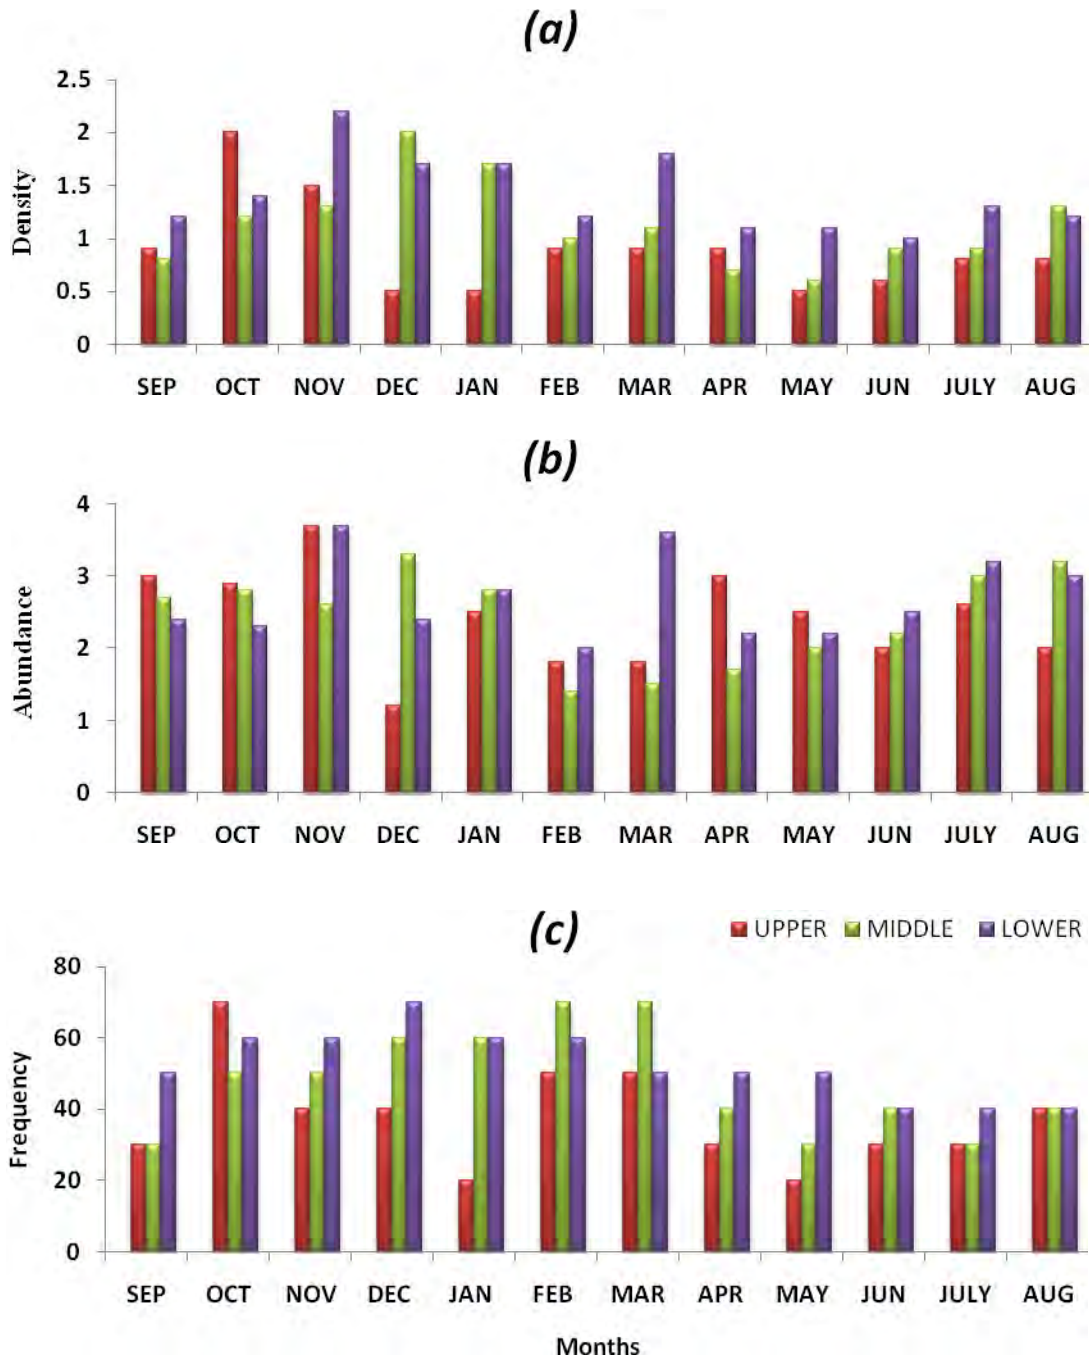 (a)
2.5
2
1.5
1
0.5
0
Density
SEP OCT NOV DEC JAN FEB MAR APR MAY JUN JULY AUG
(b)
4
3
2
1
0
Abundance
SEP OCT NOV DEC JAN FEB MAR APR MAY JUN JULY AUG
(c)
UPPER MIDDLE LOWER
80
60
40
20
0
Frequency
SEP OCT NOV DEC JAN FEB MAR APR MAY JUN JULY AUG
Months